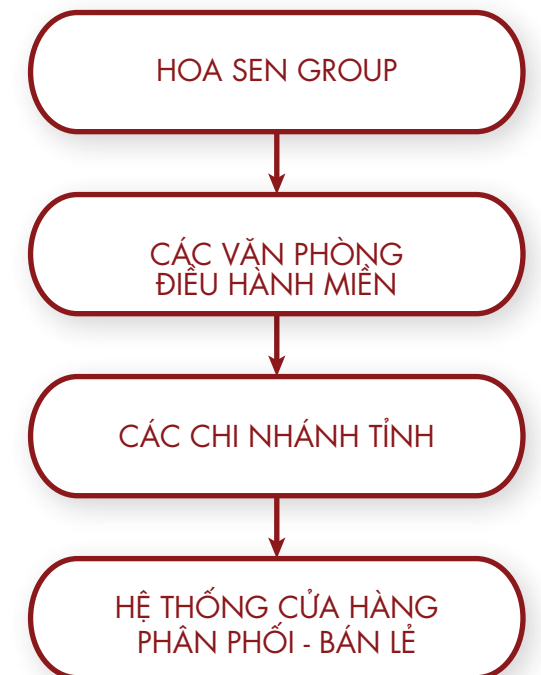 HOA SEN GROUP
CÁC VĂN PHÒNG
ĐIỀU HÀNH MIỀN
CÁC CHI NHÁNH TỈNH
HỆ THỐNG CỬA HÀNG
PHÂN PHỐI - BÁN LẺ